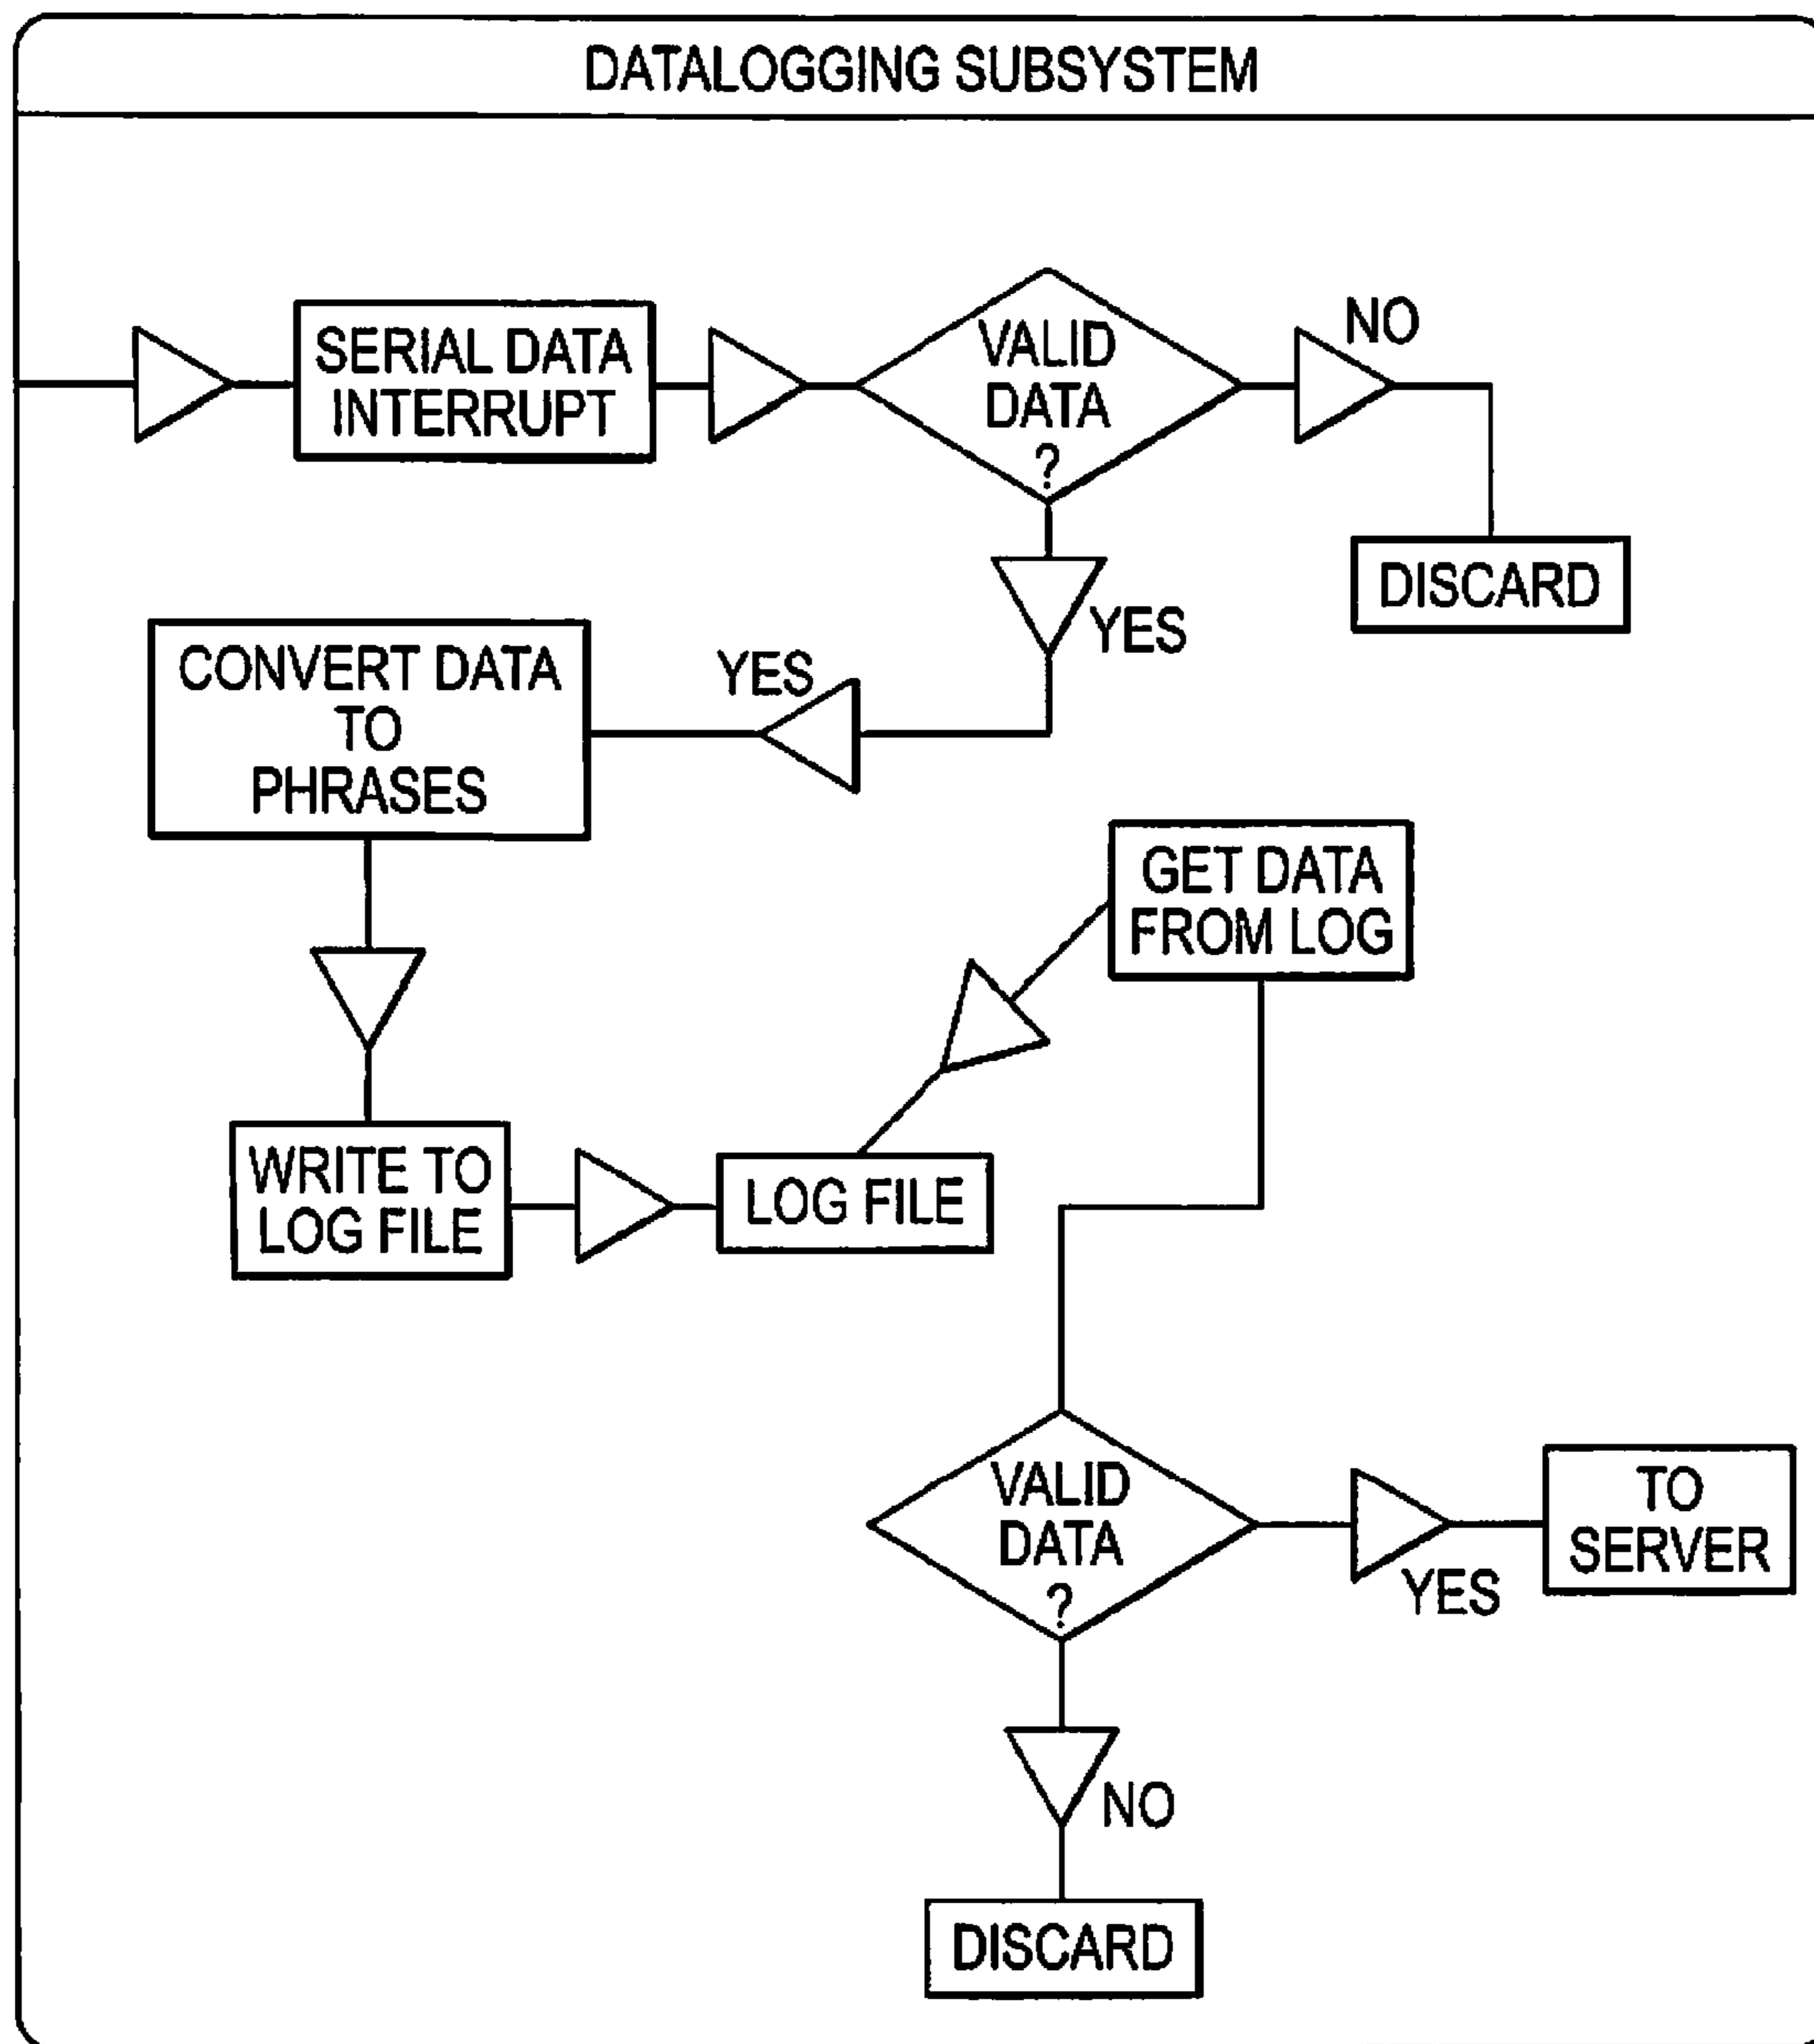 DATALOGGING SUBSYSTEM
SERIAL DATA
INTERRUPT
VALID
DATA
?
NO
DISCARD
YES
YES
CONVERT DATA
TO
PHRASES
GET DATA
FROM LOG
WRITE TO
LOG FILE
LOG FILE
VALID
DATA
?
YES
TO
SERVER
NO
DISCARD